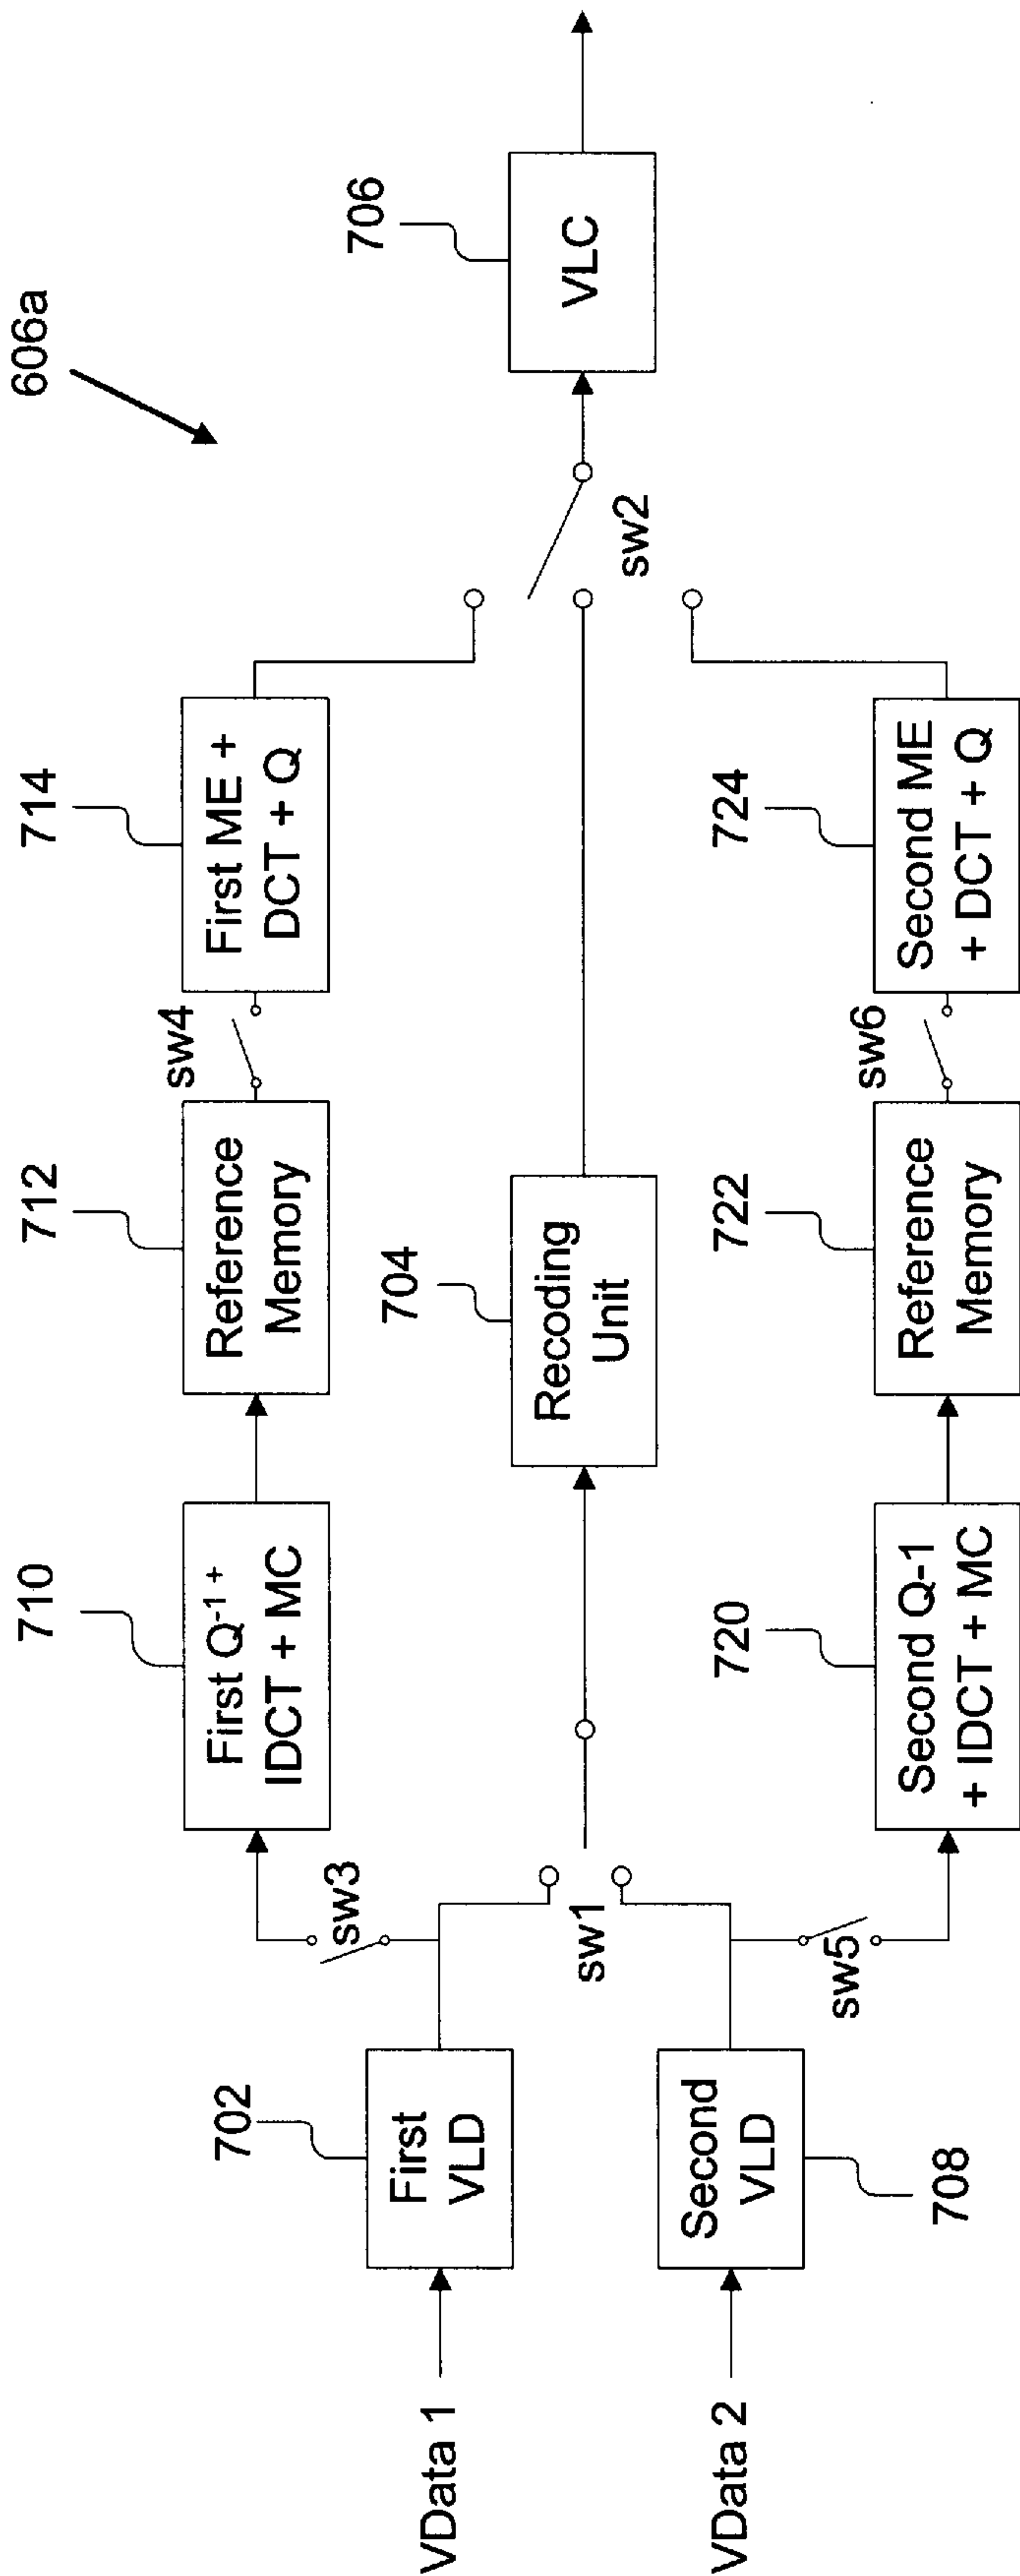 606a
710
712
714
First Q-1 +
IDCT + MC
Reference
Memory
First ME +
DCT + Q
sw3
sw4
702
First
VLD
VData 1
sw1
704
Recoding
Unit
sw2
706
VLC
VData 2
Second
VLD
708
sw5
720
Second Q-1
+ IDCT + MC
722
Reference
Memory
sw6
724
Second ME
+ DCT + Q